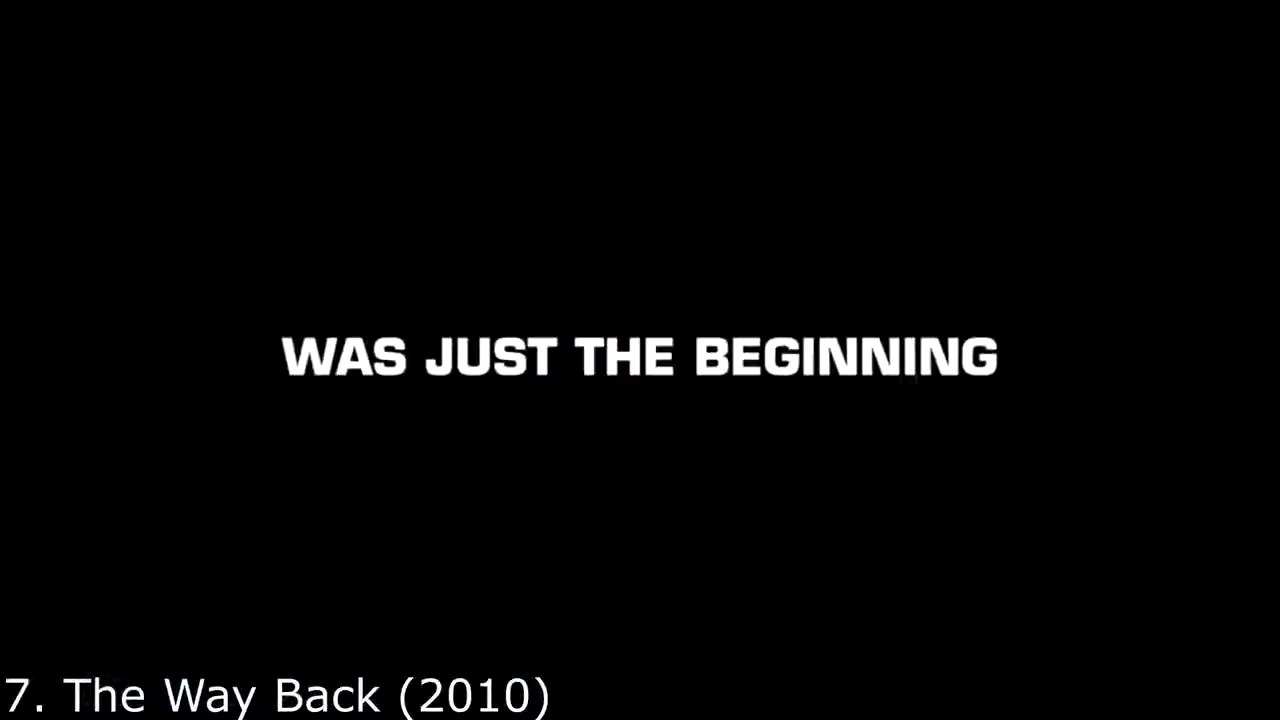 WAS JUST THE BEGINNING
7. The Way Back (2010)